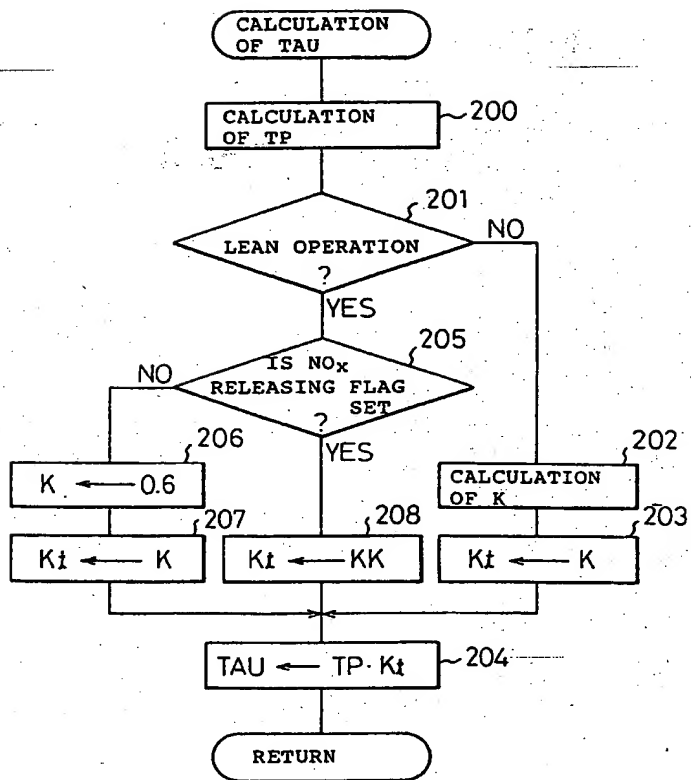 CALCULATION
OF TAU
CALCULATION
OF TP
200
201
LEAN OPERATION
?
NO
YES
205
IS NOx
RELEASING FLAG
SET
?
NO
YES
206
K ← 0.6
202
CALCULATION
OF K
207
Kt ← K
208
Kt ← KK
203
Kt ← K
TAU ← TP · Kt
204
RETURN